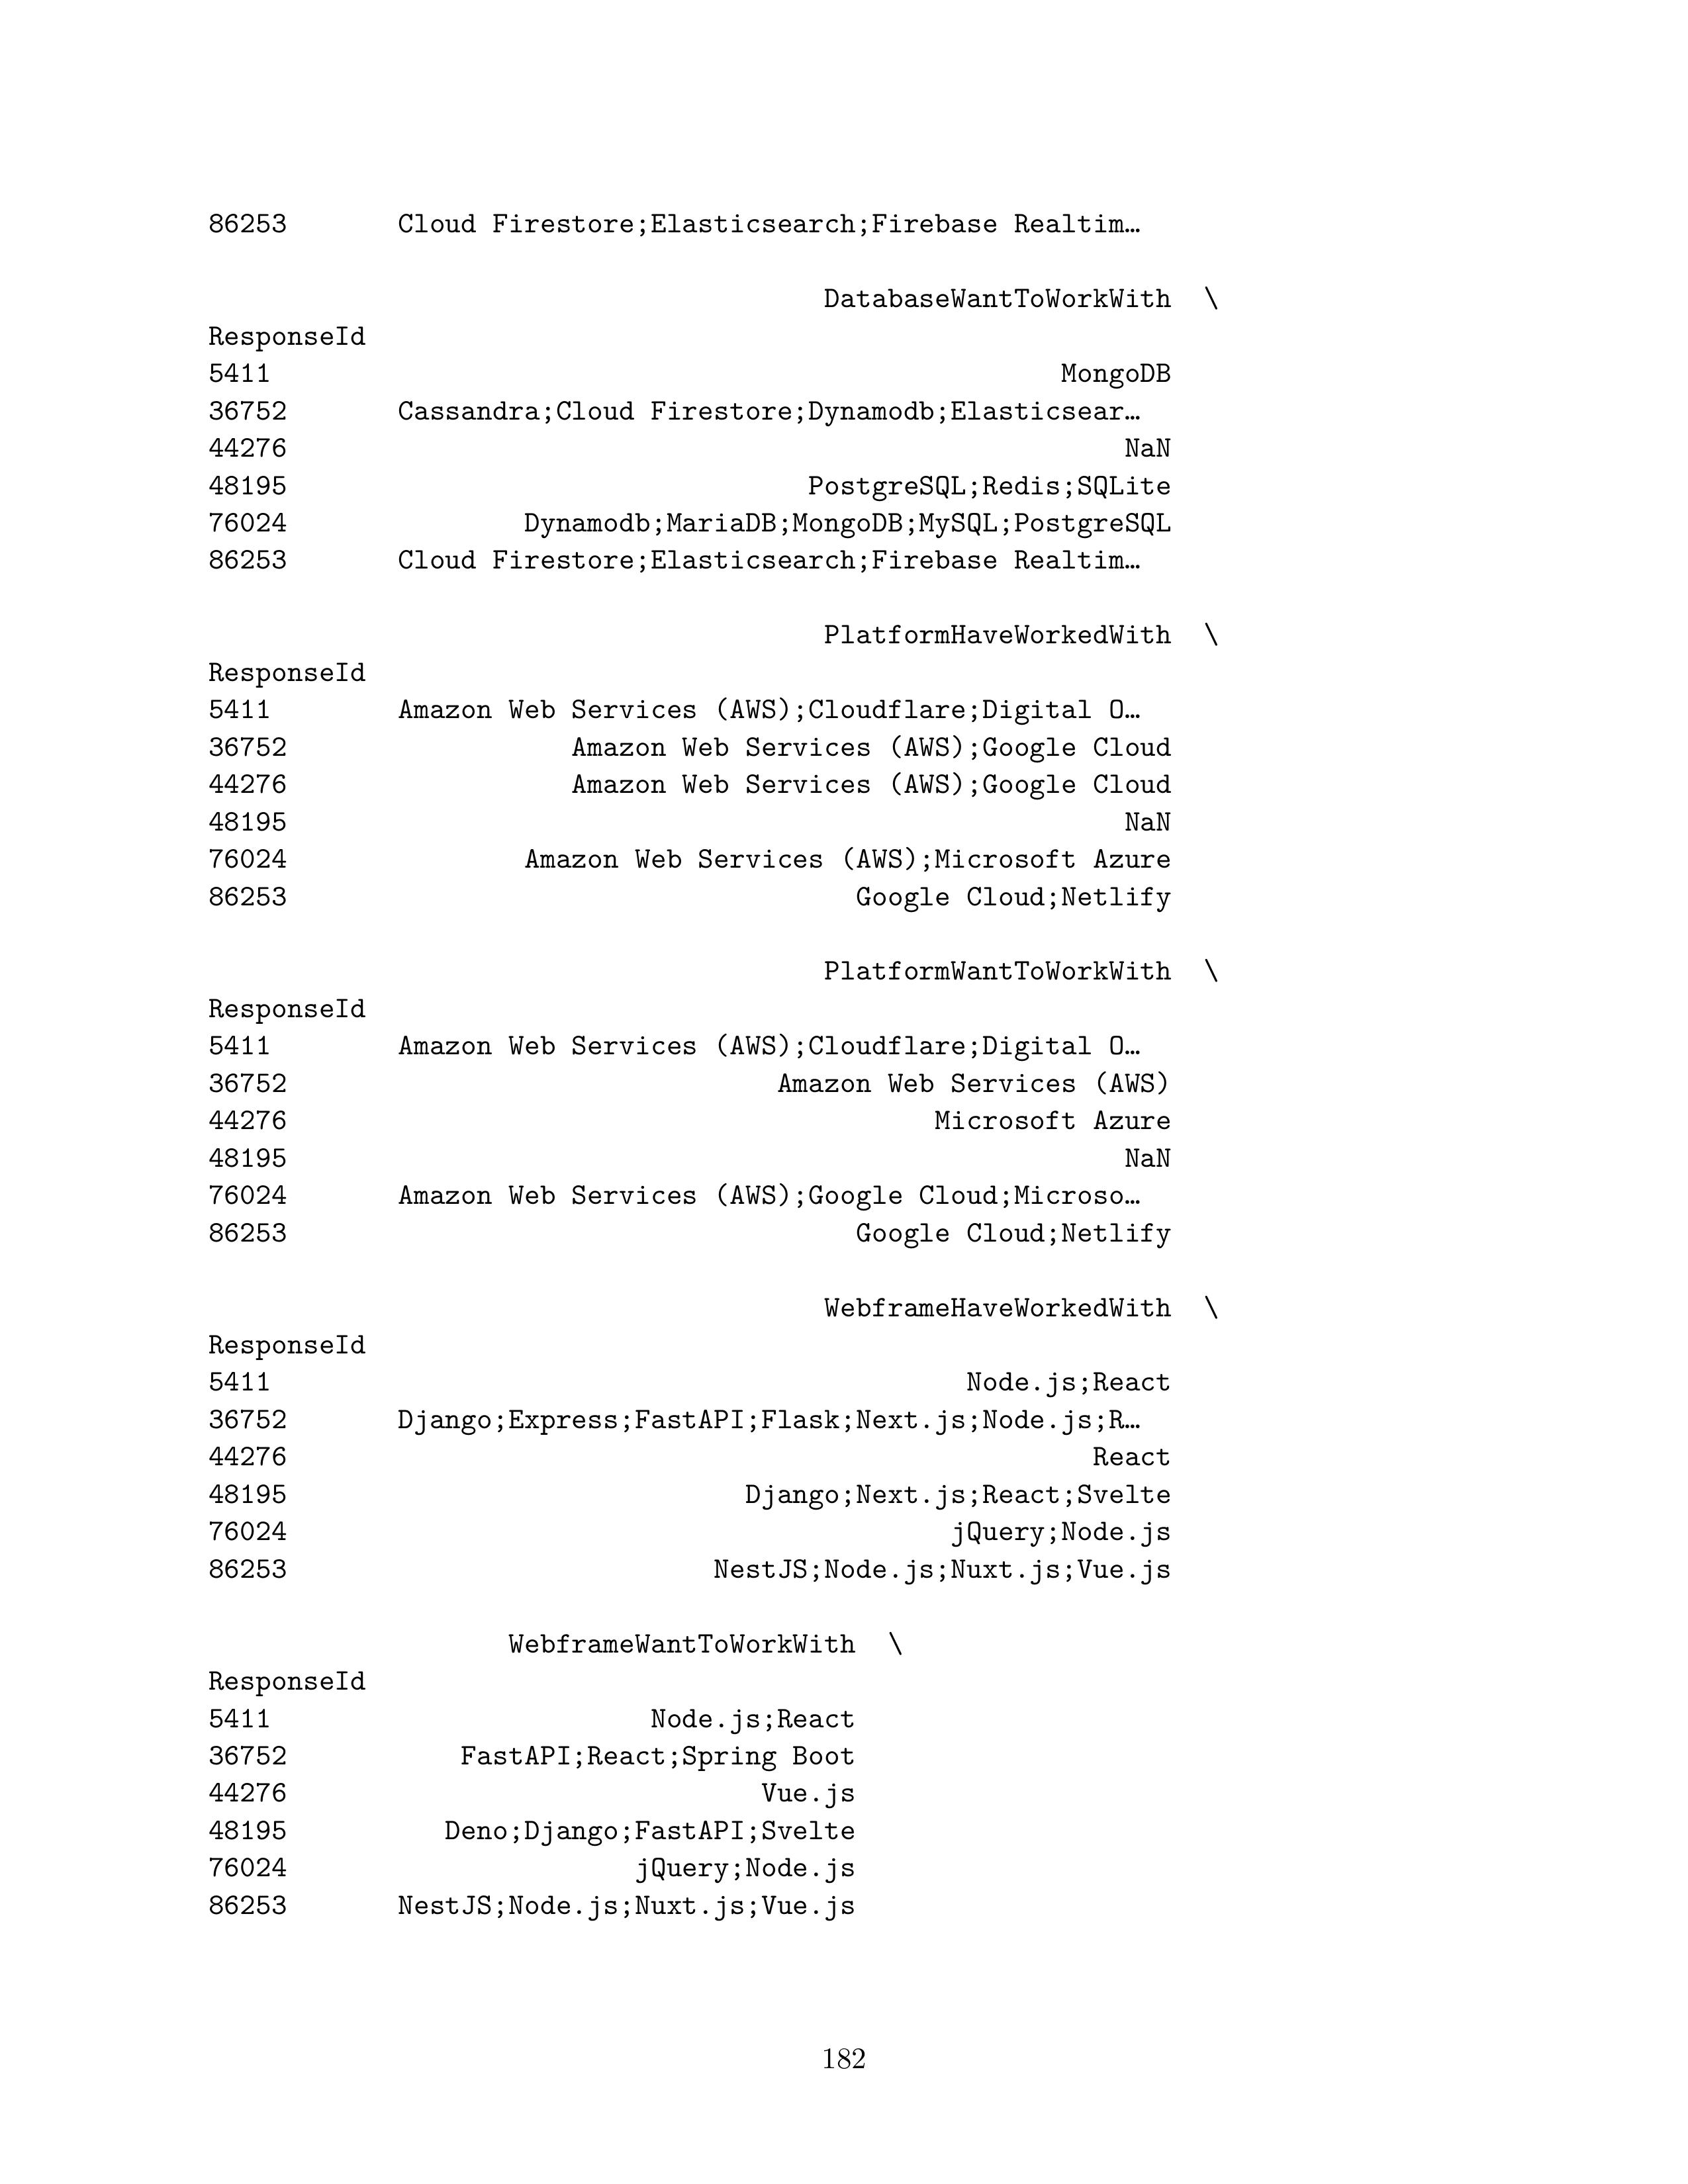 86253       Cloud Firestore;Elasticsearch;Firebase Realtim…
DatabaseWantToWorkWith  \
ResponseId
5411        MongoDB
36752       Cassandra;Cloud Firestore;Dynamodb;Elasticsear…
44276       NaN
48195       PostgreSQL;Redis;SQLite
76024       Dynamodb;MariaDB;MongoDB;MySQL;PostgreSQL
86253       Cloud Firestore;Elasticsearch;Firebase Realtim…
PlatformHaveWorkedWith  \
ResponseId
5411        Amazon Web Services (AWS);Cloudflare;Digital O…
36752       Amazon Web Services (AWS);Google Cloud
44276       Amazon Web Services (AWS);Google Cloud
48195       NaN
76024       Amazon Web Services (AWS);Microsoft Azure
86253       Google Cloud;Netlify
PlatformWantToWorkWith  \
ResponseId
5411        Amazon Web Services (AWS);Cloudflare;Digital O…
36752       Amazon Web Services (AWS)
44276       Microsoft Azure
48195       NaN
76024       Amazon Web Services (AWS);Google Cloud;Microso…
86253       Google Cloud;Netlify
WebframeHaveWorkedWith  \
ResponseId
5411        Node.js;React
36752       Django;Express;FastAPI;Flask;Next.js;Node.js;R…
44276       React
48195       Django;Next.js;React;Svelte
76024       jQuery;Node.js
86253       NestJS;Node.js;Nuxt.js;Vue.js
WebframeWantToWorkWith  \
ResponseId
5411        Node.js;React
36752       FastAPI;React;Spring Boot
44276       Vue.js
48195       Deno;Django;FastAPI;Svelte
76024       jQuery;Node.js
86253       NestJS;Node.js;Nuxt.js;Vue.js
182